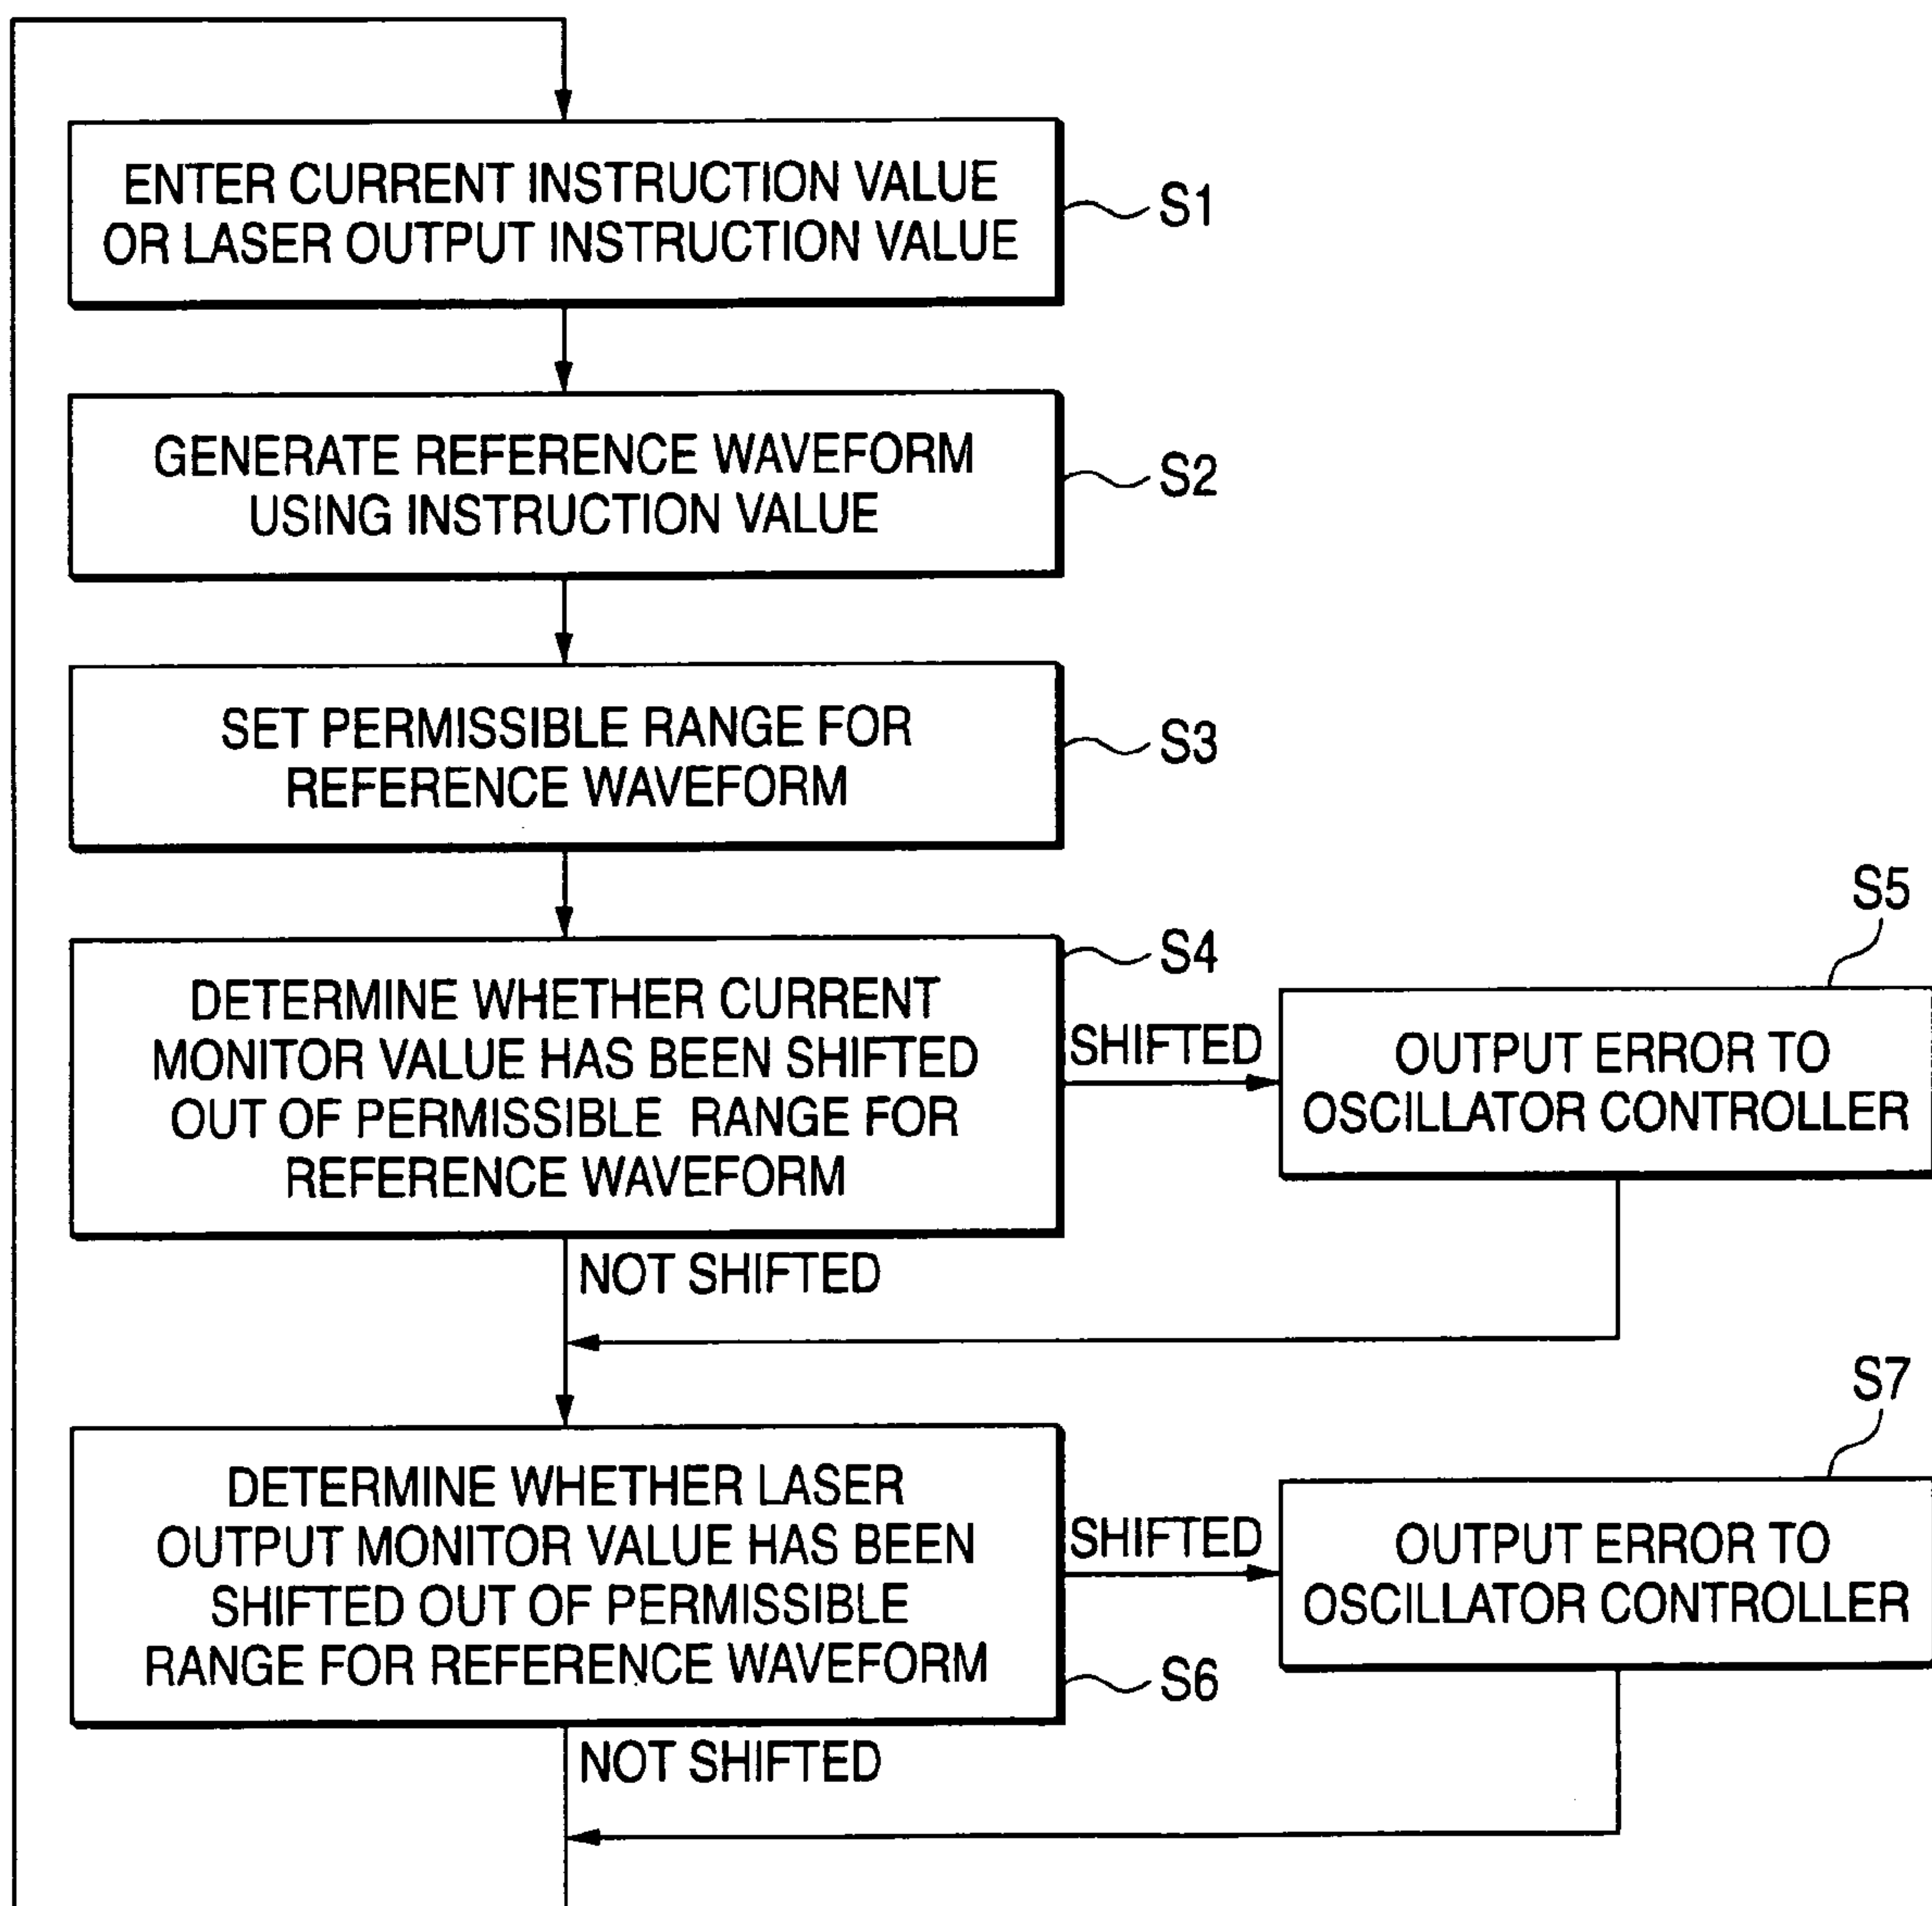 ENTER CURRENT INSTRUCTION VALUE
OR LASER OUTPUT INSTRUCTION VALUE
S1
GENERATE REFERENCE WAVEFORM
USING INSTRUCTION VALUE
S2
SET PERMISSIBLE RANGE FOR
REFERENCE WAVEFORM
S3
DETERMINE WHETHER CURRENT
MONITOR VALUE HAS BEEN SHIFTED
OUT OF PERMISSIBLE RANGE FOR
REFERENCE WAVEFORM
S4
SHIFTED
S5
OUTPUT ERROR TO
OSCILLATOR CONTROLLER
NOT SHIFTED
DETERMINE WHETHER LASER
OUTPUT MONITOR VALUE HAS BEEN
SHIFTED OUT OF PERMISSIBLE
RANGE FOR REFERENCE WAVEFORM
S6
SHIFTED
S7
OUTPUT ERROR TO
OSCILLATOR CONTROLLER
NOT SHIFTED